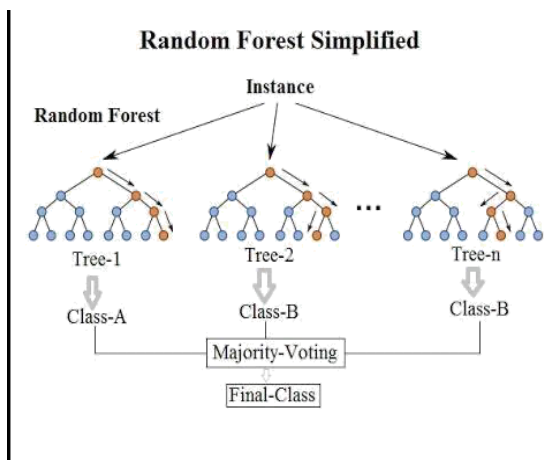 Random Forest Simplified
Instance
Random Forest
...
Tree-1 Tree-2 Tree-n
Class-A Class-B Class-B
Majority-Voting
Final-Class